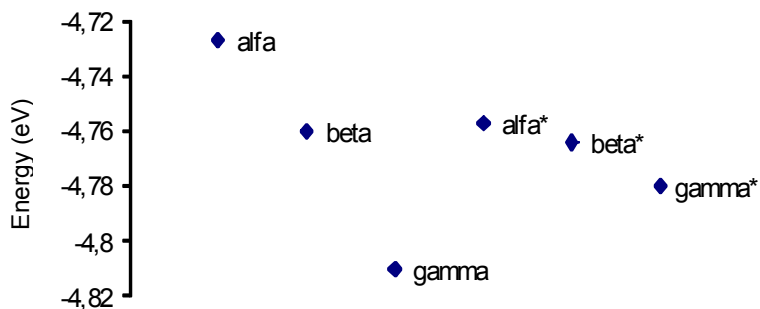 -4,72
alfa
-4,74
-4,76
beta
alfa*
beta*
-4,78
gamma*
-4,8
gamma
-4,82
Energy (eV)